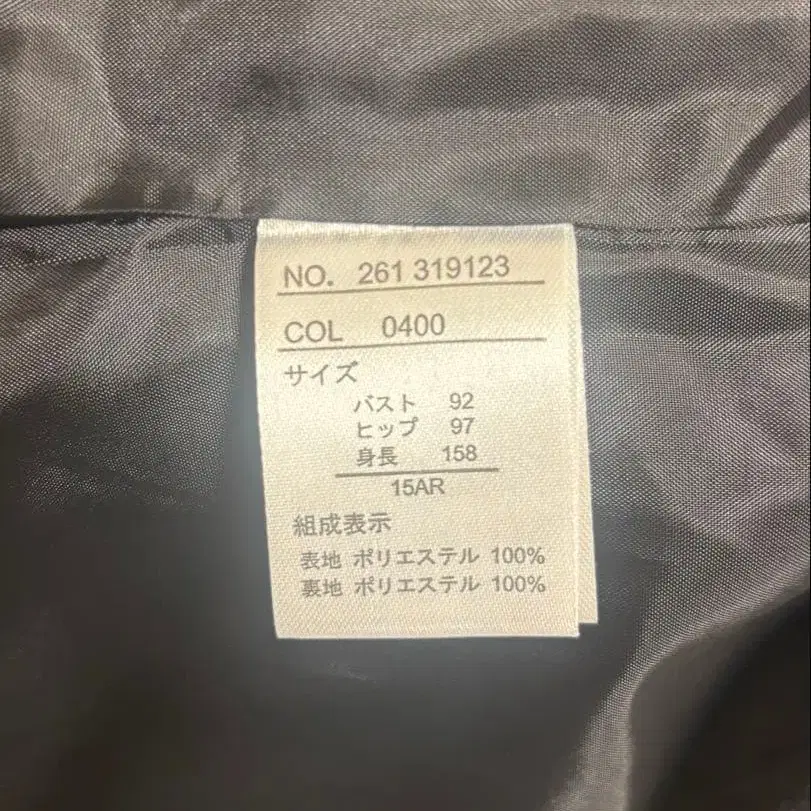 NO. 261 319123
COL 0400
サイズ
バスト 92
ヒップ 97
身長 158
15AR
組成表示
表地 ポリエステル 100%
裏地 ポリエステル 100%